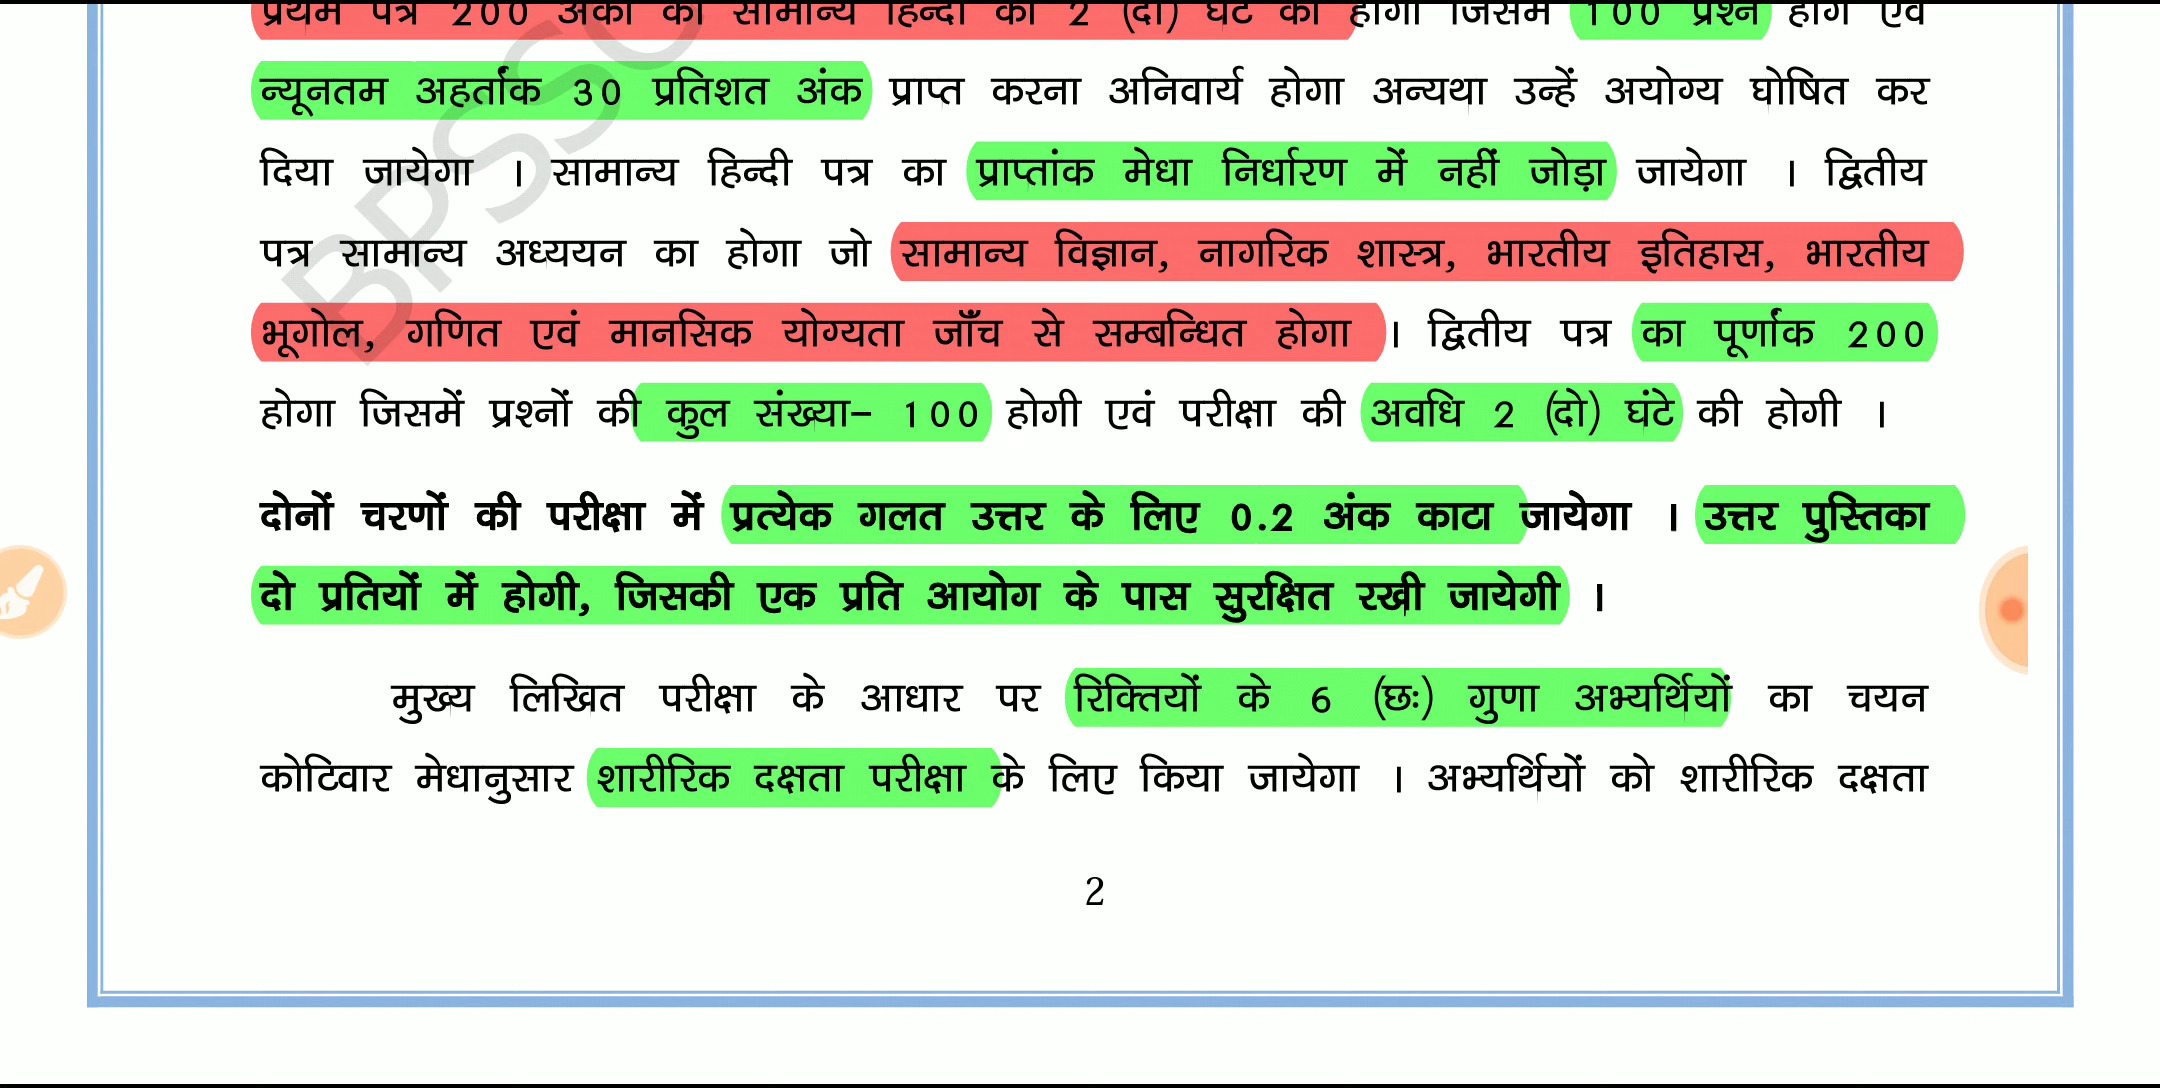 प्रथम पत्र 200 अंकों का सामान्य हिन्दी का 2 (दो) घंटे का होगा जिसमें 100 प्रश्न होंगे एवं
न्यूनतम अहर्तांक 30 प्रतिशत अंक प्राप्त करना अनिवार्य होगा अन्यथा उन्हें अयोग्य घोषित कर
दिया जायेगा । सामान्य हिन्दी पत्र का प्राप्तांक मेधा निर्धारण में नहीं जोड़ा जायेगा । द्वितीय
पत्र सामान्य अध्ययन का होगा जो सामान्य विज्ञान, नागरिक शास्त्र, भारतीय इतिहास, भारतीय
भूगोल, गणित एवं मानसिक योग्यता जाँच से सम्बन्धित होगा । द्वितीय पत्र का पूर्णांक 200
होगा जिसमें प्रश्नों की कुल संख्या– 100 होगी एवं परीक्षा की अवधि 2 (दो) घंटे की होगी ।
दोनों चरणों की परीक्षा में प्रत्येक गलत उत्तर के लिए 0.2 अंक काटा जायेगा । उत्तर पुस्तिका
दो प्रतियों में होगी, जिसकी एक प्रति आयोग के पास सुरक्षित रखी जायेगी ।
मुख्य लिखित परीक्षा के आधार पर रिक्तियों के 6 (छः) गुणा अभ्यर्थियों का चयन
कोटिवार मेधानुसार शारीरिक दक्षता परीक्षा के लिए किया जायेगा । अभ्यर्थियों को शारीरिक दक्षता
2
BPSSC